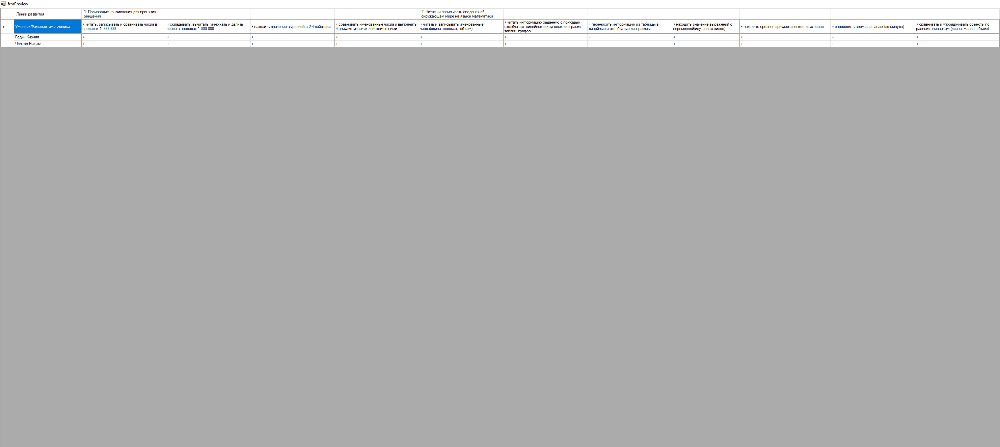 frmPreview
Линии развития
1. Производить вычисления для принятия
реешений
2. Читать и записывать сведения об
окружающем мире на языке математики
Умения/Фамилия, имя ученика
• читать, записывать и сравнивать числа в
пределах 1 000 000
• складывать, вычитать, умножать и делить
числа в пределах 1 000 000
• находить значение выраений в 2-4 действия
• сравнивать именованные числа и выполнять
4 арифметических действия с ними
• читать и записывать именованные
числа(длина, площадь, объем)
• читать информацию заданную с помощью
столбчатых, линейных и круговых диаграмм,
таблиц, графов
• переносить информацию из таблицы в
линейные и столбчатые диаграммы
• находить значение выражений с
переменной(изученных видов)
• находить среднее арифметическое двух чисел
• определять время по часам (до минуты)
• сравнивать и упорядочивать объекты по
разным признакам (длина, масса, объем)
Родин Кирилл + + + + + + + + + + +
Черкас Никита + + + + + + + + + + +